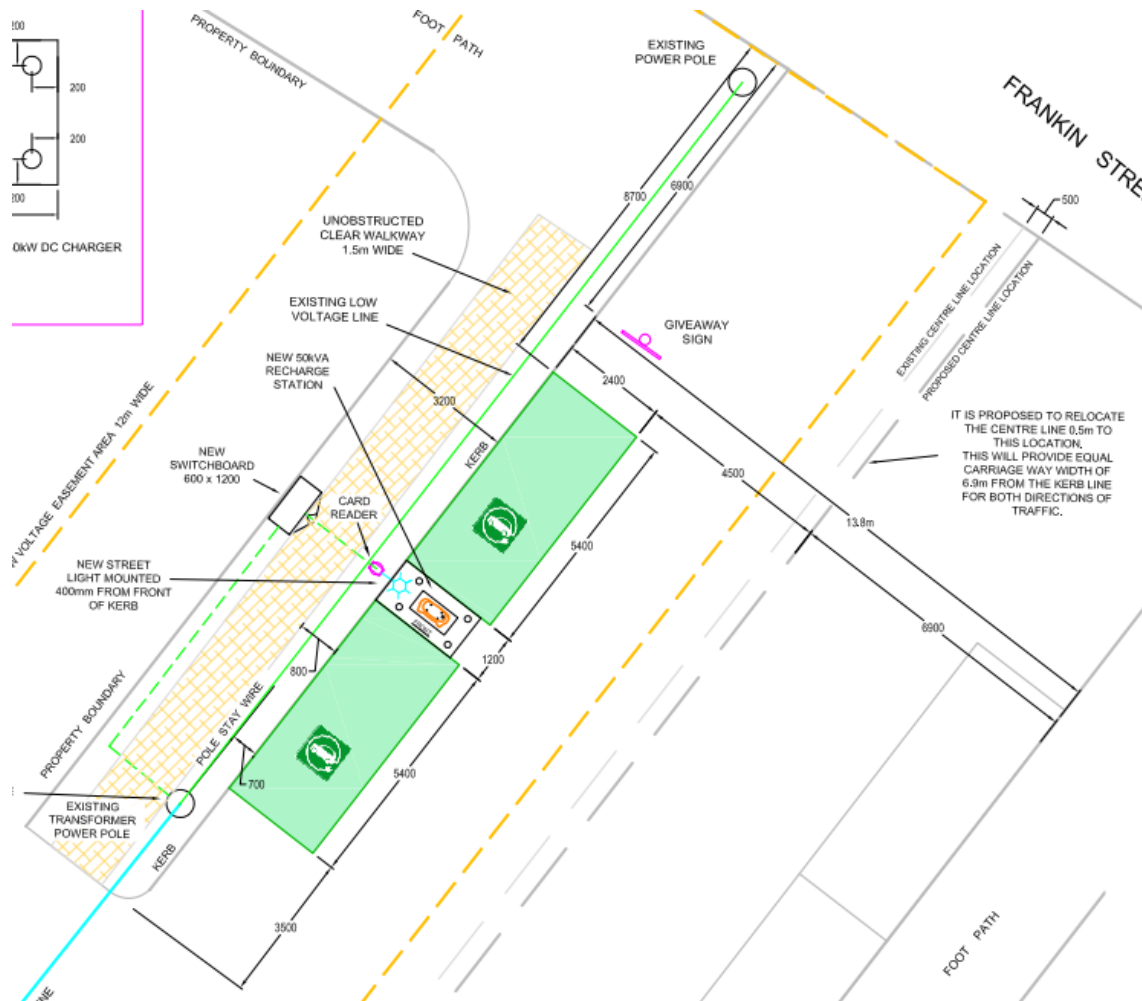 200
200
200
200
0kW DC CHARGER
PROPERTY BOUNDARY
FOOT PATH
EXISTING
POWER POLE
FRANKIN STRE
8700
6900
500
UNOBSTRUCTED
CLEAR WALKWAY
1.5m WIDE
EXISTING LOW
VOLTAGE LINE
NEW 50kVA
RECHARGE
STATION
GIVEAWAY
SIGN
EXISTING CENTRE LINE LOCATION
PROPOSED CENTRE LINE LOCATION
2400
3200
KERB
IT IS PROPOSED TO RELOCATE
THE CENTRE LINE 0.5m TO
THIS LOCATION.
THIS WILL PROVIDE EQUAL
CARRIAGE WAY WIDTH OF
6.9m FROM THE KERB LINE
FOR BOTH DIRECTIONS OF
TRAFFIC.
VOLTAGE EASEMENT AREA 12m WIDE
NEW
SWITCHBOARD
600 x 1200
CARD
READER
4500
13.8m
5400
NEW STREET
LIGHT MOUNTED
400mm FROM FRONT
OF KERB
FRONT
6900
1200
800
PROPERTY BOUNDARY
POLE STAY WIRE
700
5400
EXISTING
TRANSFORMER
POWER POLE
KERB
3500
FOOT PATH
NE